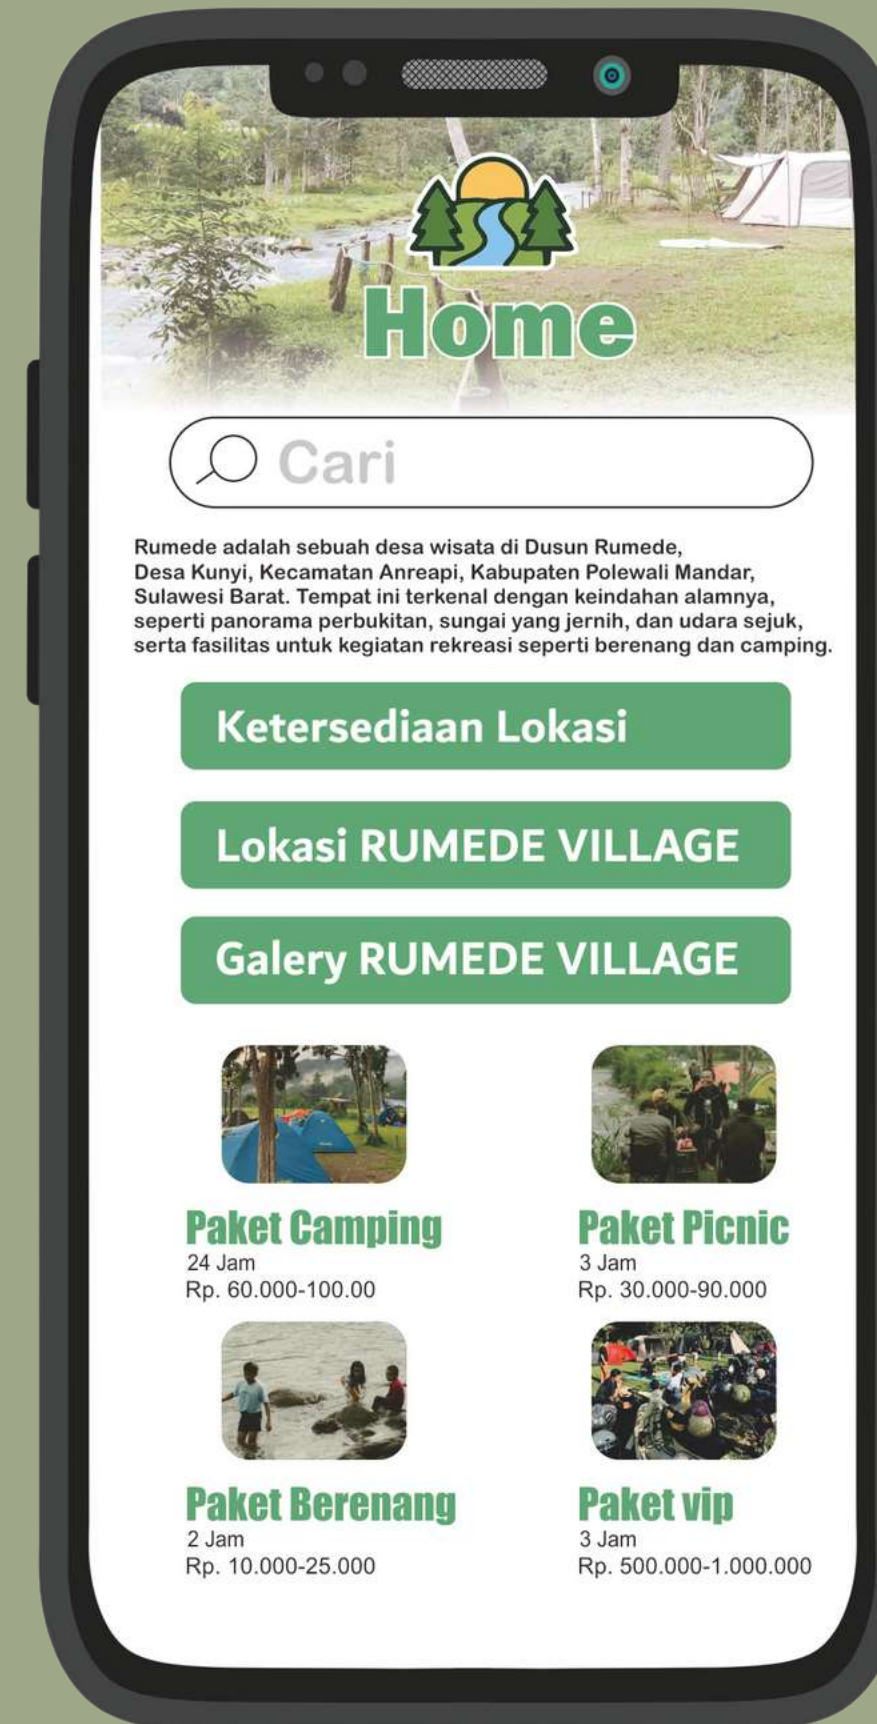 Home
Cari
Rumede adalah sebuah desa wisata di Dusun Rumede,
Desa Kunyi, Kecamatan Anreapi, Kabupaten Polewali Mandar,
Sulawesi Barat. Tempat ini terkenal dengan keindahan alamnya,
seperti panorama perbukitan, sungai yang jernih, dan udara sejuk,
serta fasilitas untuk kegiatan rekreasi seperti berenang dan camping.
Ketersediaan Lokasi
Lokasi RUMEDE VILLAGE
Galery RUMEDE VILLAGE
Paket Camping
24 Jam
Rp. 60.000-100.00
Paket Picnic
3 Jam
Rp. 30.000-90.000
Paket Berenang
2 Jam
Rp. 10.000-25.000
Paket vip
3 Jam
Rp. 500.000-1.000.000